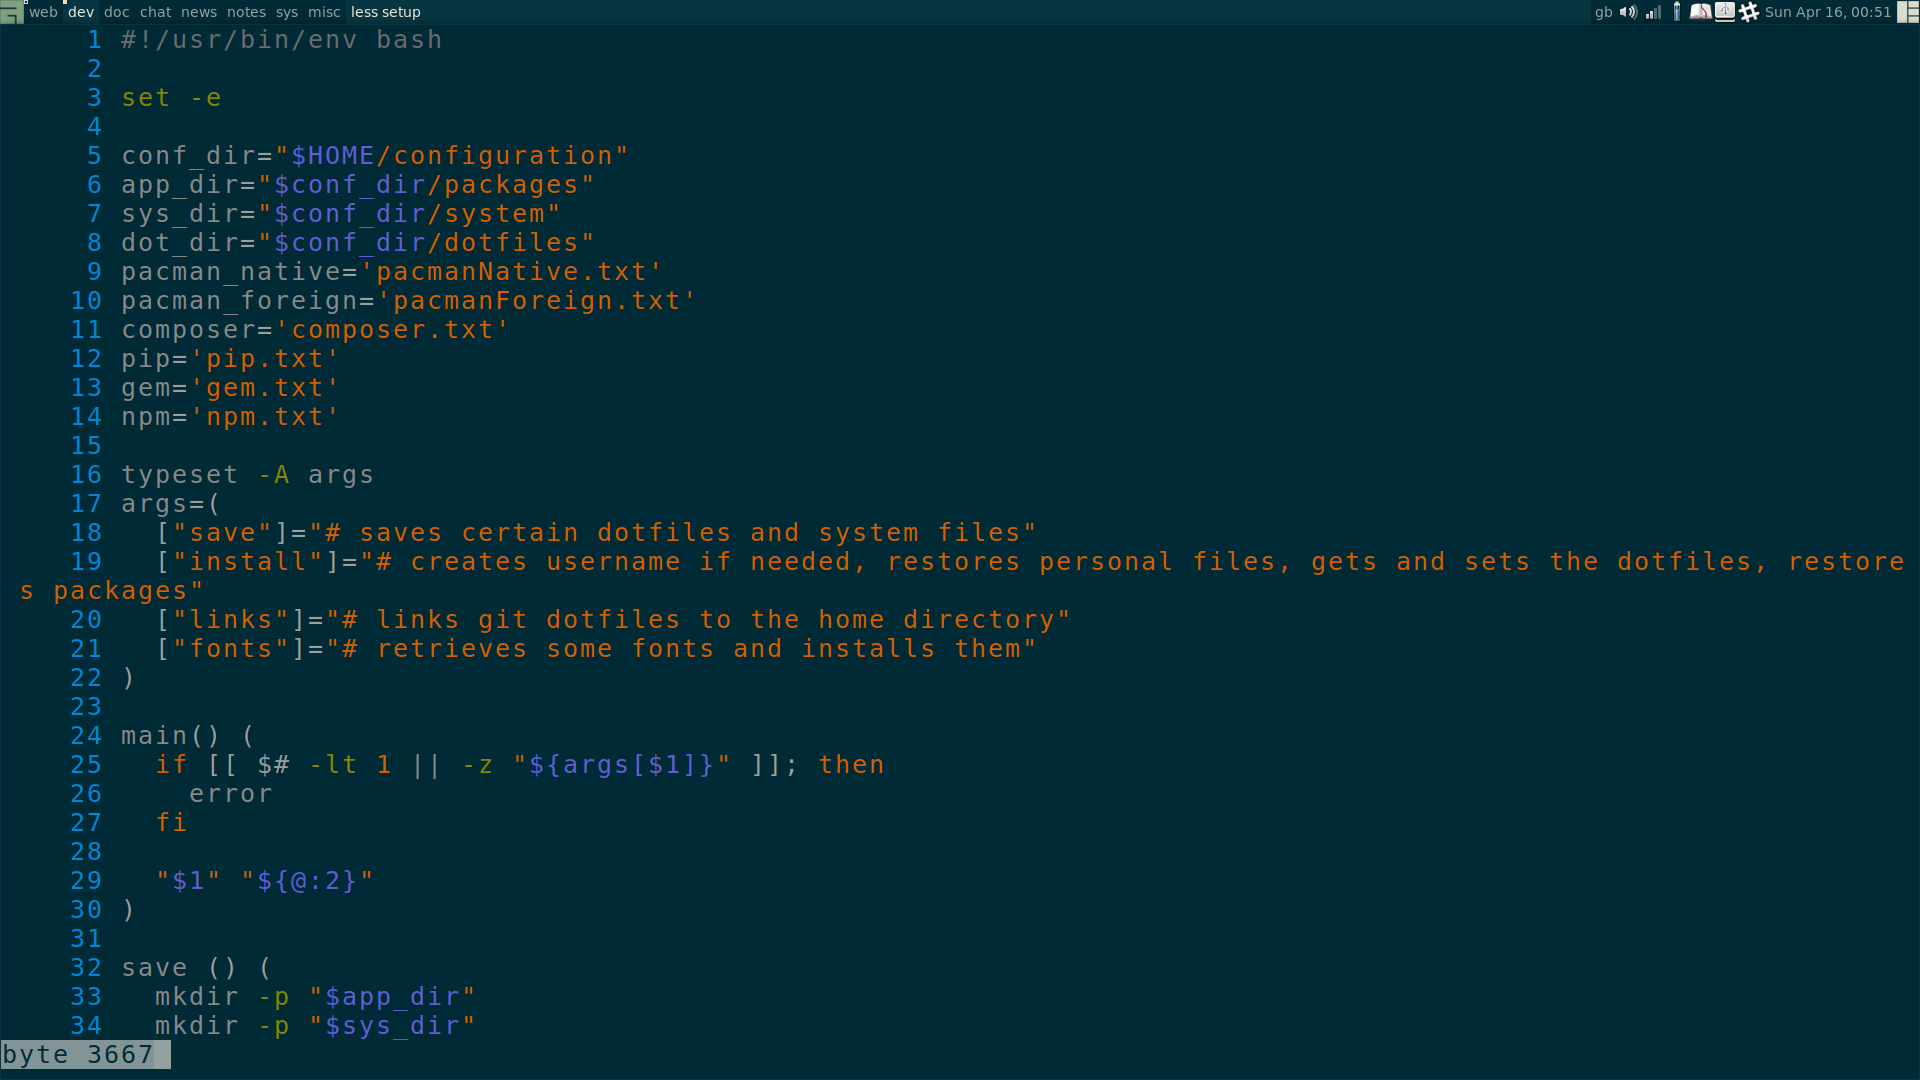 web dev doc chat news notes sys misc less setup gb Sun Apr 16, 00:51
1 #!/usr/bin/env bash
2
3 set -e
4
5 conf_dir="$HOME/configuration"
6 app_dir="$conf_dir/packages"
7 sys_dir="$conf_dir/system"
8 dot_dir="$conf_dir/dotfiles"
9 pacman_native='pacmanNative.txt'
10 pacman_foreign='pacmanForeign.txt'
11 composer='composer.txt'
12 pip='pip.txt'
13 gem='gem.txt'
14 npm='npm.txt'
15
16 typeset -A args
17 args=(
18   ["save"]="# saves certain dotfiles and system files"
19   ["install"]="# creates username if needed, restores personal files, gets and sets the dotfiles, restore
s packages"
20   ["links"]="# links git dotfiles to the home directory"
21   ["fonts"]="# retrieves some fonts and installs them"
22 )
23
24 main() (
25   if [[ $# -lt 1 || -z "${args[$1]}" ]]; then
26     error
27   fi
28
29   "$1" "${@:2}"
30 )
31
32 save () (
33   mkdir -p "$app_dir"
34   mkdir -p "$sys_dir"
byte 3667